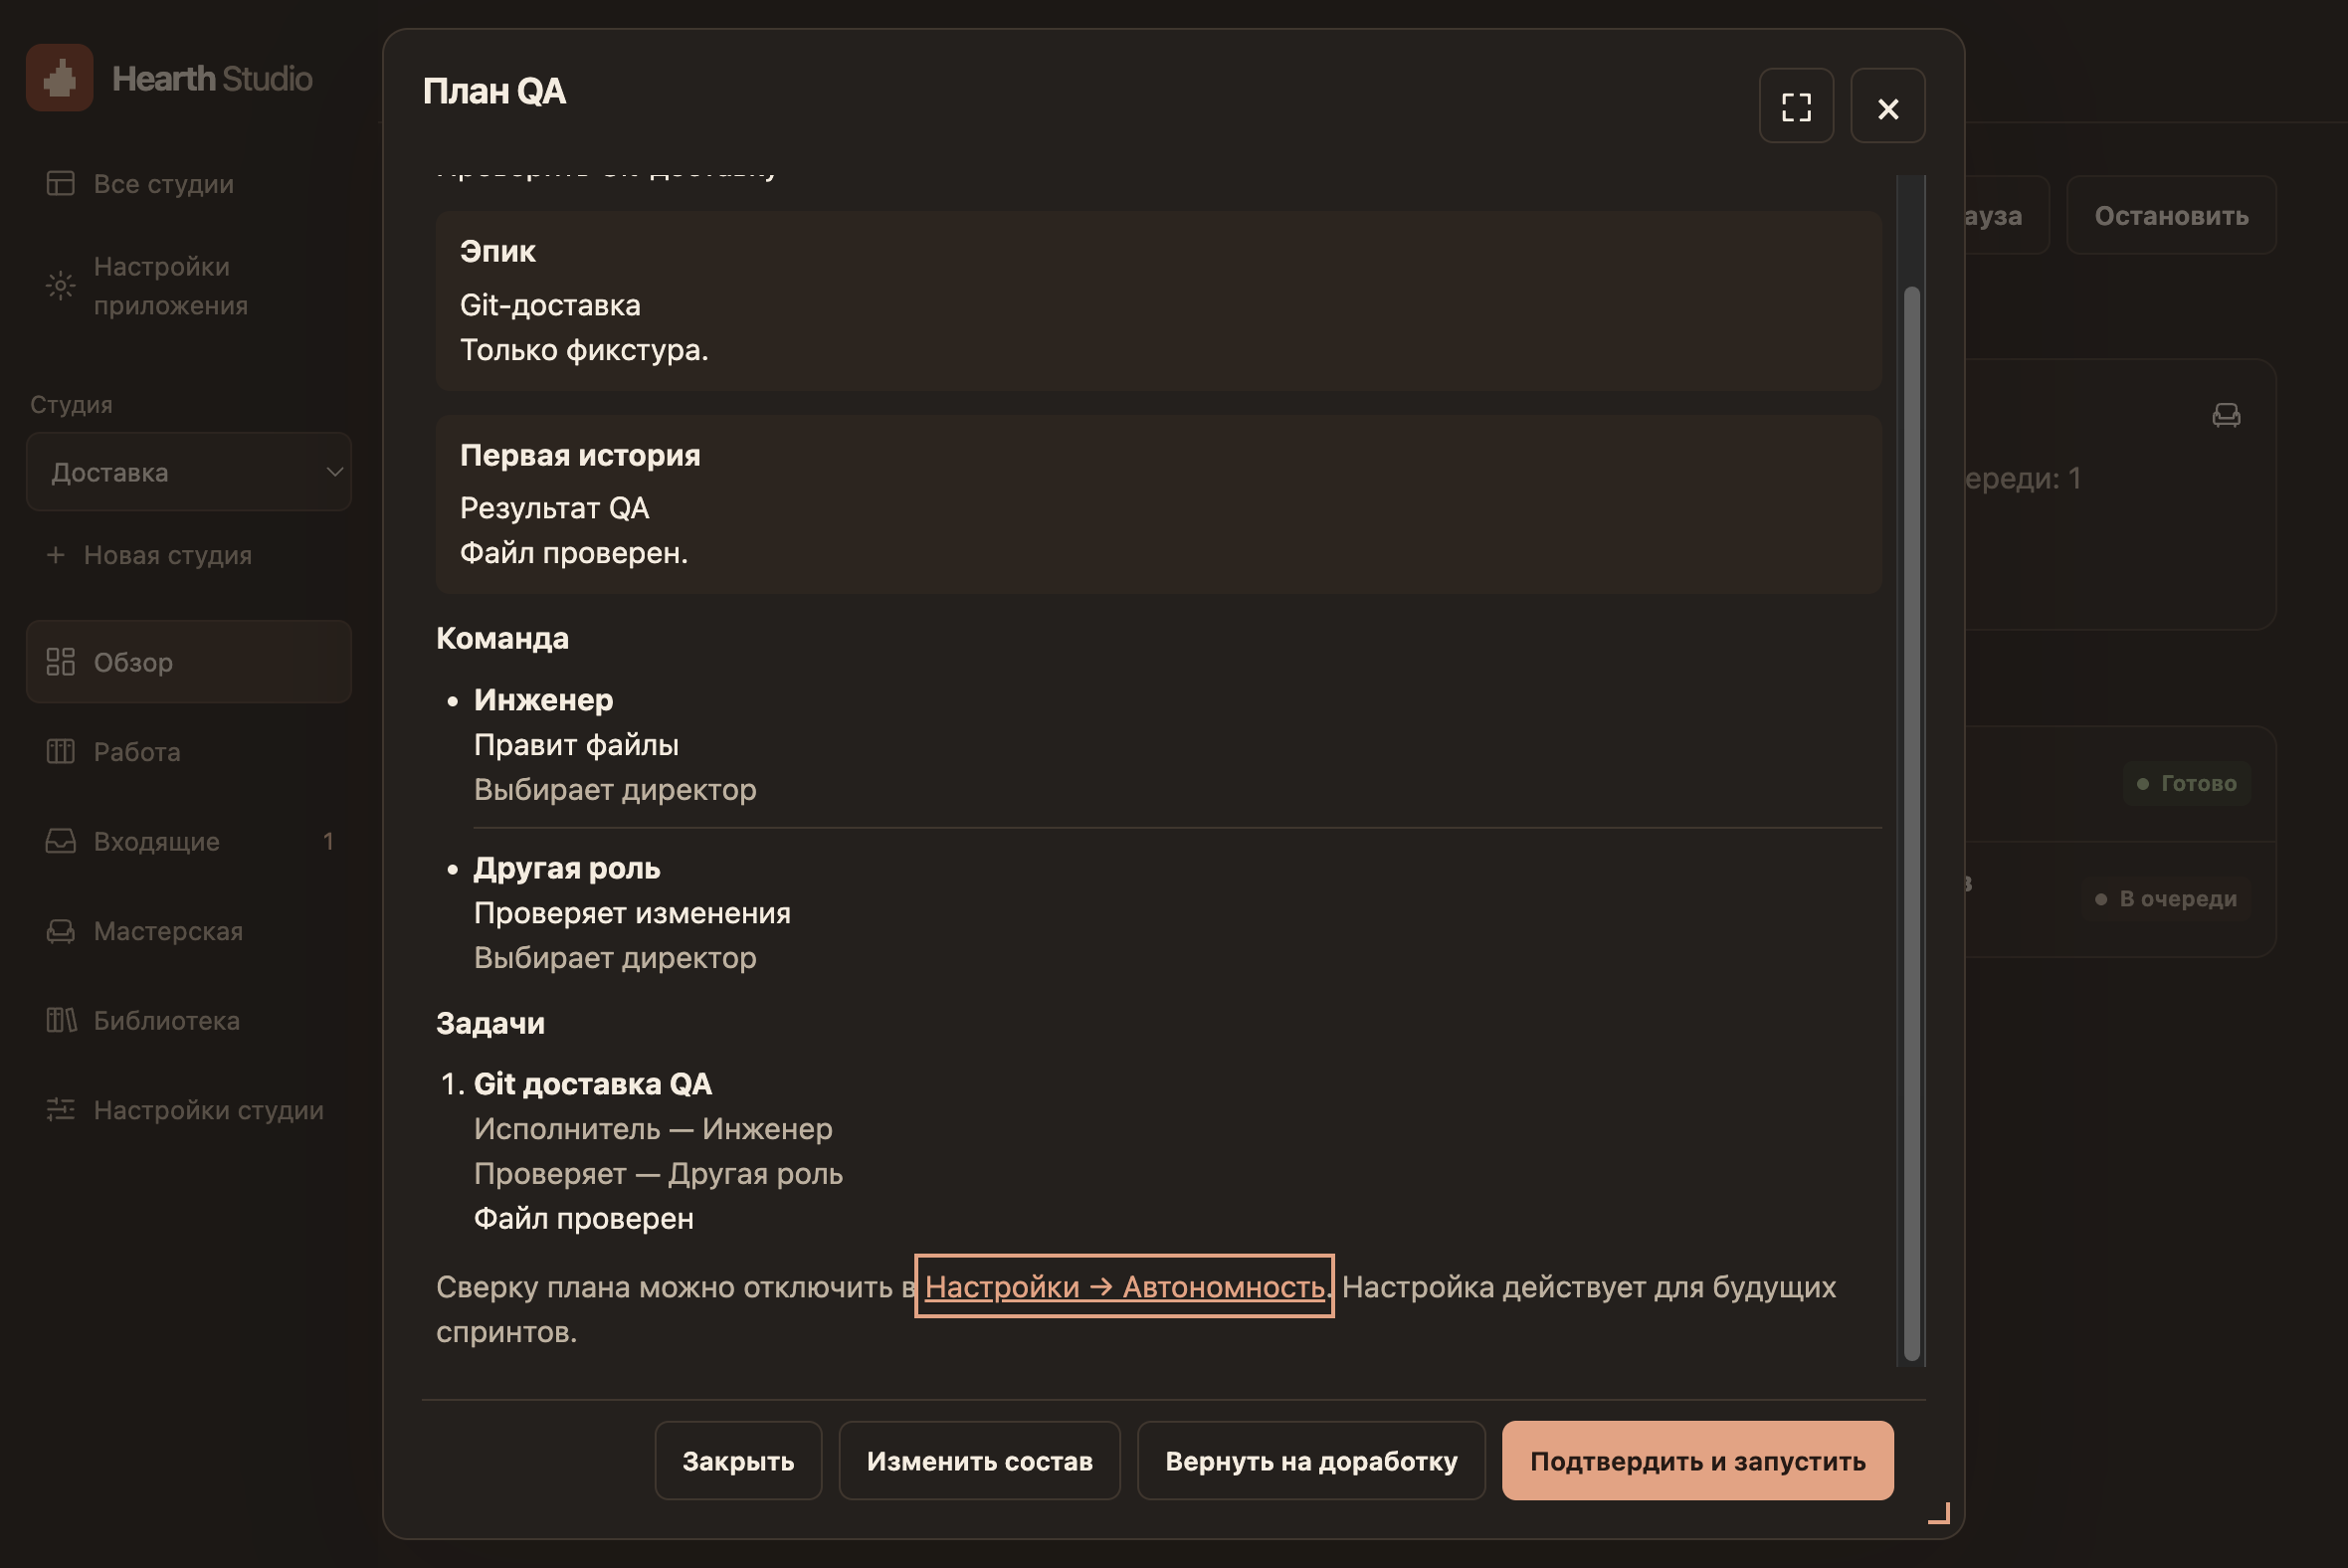 Hearth Studio
Все студии
Настройки
приложения
Студия
Доставка
+ Новая студия
Обзор
Работа
Входящие 1
Мастерская
Библиотека
Настройки студии
План QA
Эпик
Git-доставка
Только фикстура.
Первая история
Результат QA
Файл проверен.
Команда
• Инженер
Правит файлы
Выбирает директор
• Другая роль
Проверяет изменения
Выбирает директор
Задачи
1. Git доставка QA
Исполнитель — Инженер
Проверяет — Другая роль
Файл проверен
Сверку плана можно отключить в Настройки → Автономность. Настройка действует для будущих
спринтов.
Закрыть
Изменить состав
Вернуть на доработку
Подтвердить и запустить
ауза
Остановить
ереди: 1
Готово
В очереди